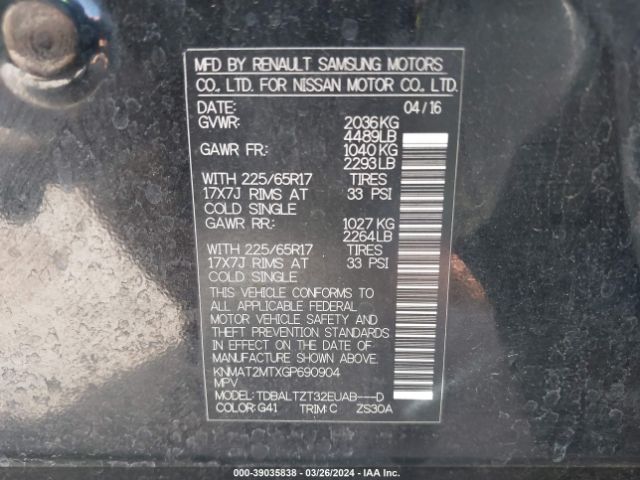 MFD BY RENAULT SAMSUNG MOTORS
CO., LTD. FOR NISSAN MOTOR CO., LTD.
DATE: 04/16
GVWR: 2036KG
4489LB
GAWR FR: 1040KG
2293LB
WITH 225/65R17 TIRES
17X7J RIMS AT 33 PSI
COLD SINGLE
GAWR RR: 1027KG
2264LB
WITH 225/65R17 TIRES
17X7J RIMS AT 33 PSI
COLD SINGLE
THIS VEHICLE CONFORMS TO
ALL APPLICABLE FEDERAL
MOTOR VEHICLE SAFETY AND
THEFT PREVENTION STANDARDS
IN EFFECT ON THE DATE OF
MANUFACTURE SHOWN ABOVE.
KNMAT2MTXGP690904
MPV
MODEL: TDBALTZT32EUAB---D
COLOR: G41 TRIM: C ZS30A
000-39035838 - 03/26/2024 - IAA Inc.